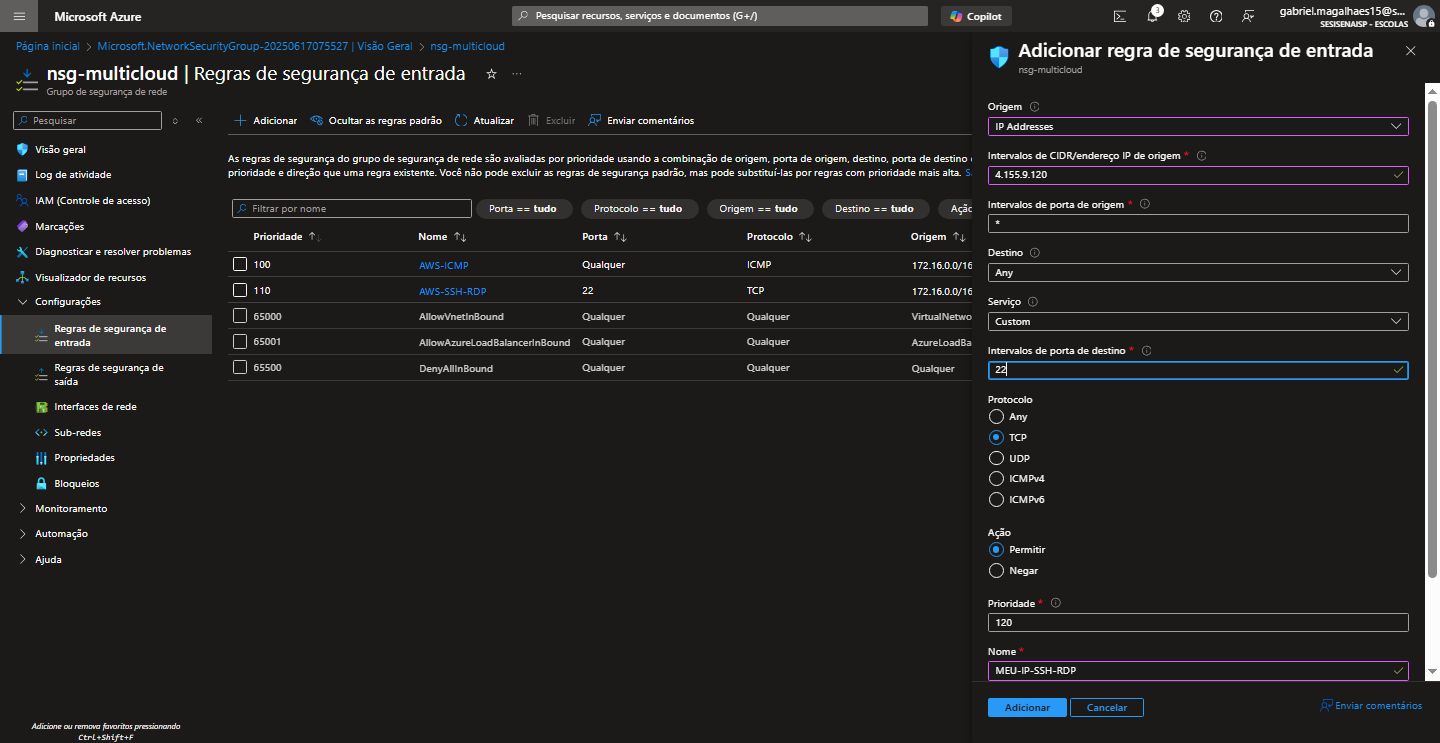 Microsoft Azure
Pesquisar recursos, serviços e documentos (G+/)
Copilot
3
gabriel.magalhaes15@s...
SESISENAISP - ESCOLAS
Página inicial > Microsoft.NetworkSecurityGroup-20250617075527 | Visão Geral > nsg-multicloud
nsg-multicloud | Regras de segurança de entrada
Grupo de segurança de rede
Pesquisar
Visão geral
Log de atividade
IAM (Controle de acesso)
Marcações
Diagnosticar e resolver problemas
Visualizador de recursos
Configurações
Regras de segurança de
entrada
Regras de segurança de
saída
Interfaces de rede
Sub-redes
Propriedades
Bloqueios
Monitoramento
Automação
Ajuda
Adicione ou remova favoritos pressionando
Ctrl+Shift+F
Adicionar Ocultar as regras padrão Atualizar Excluir Enviar comentários
As regras de segurança do grupo de segurança de rede são avaliadas por prioridade usando a combinação de origem, porta de origem, destino, porta de destino
prioridade e direção que uma regra existente. Você não pode excluir as regras de segurança padrão, mas pode substituí-las por regras com prioridade mais alta.
Filtrar por nome Porta == tudo Protocolo == tudo Origem == tudo Destino == tudo Ação
Prioridade Nome Porta Protocolo Origem
100 AWS-ICMP Qualquer ICMP 172.16.0.0/16
110 AWS-SSH-RDP 22 TCP 172.16.0.0/16
65000 AllowVnetInBound Qualquer Qualquer VirtualNetwo
65001 AllowAzureLoadBalancerInBound Qualquer Qualquer AzureLoadBa
65500 DenyAllInBound Qualquer Qualquer Qualquer
Adicionar regra de segurança de entrada
nsg-multicloud
Origem
IP Addresses
Intervalos de CIDR/endereço IP de origem *
4.155.9.120
Intervalos de porta de origem *
*
Destino
Any
Serviço
Custom
Intervalos de porta de destino *
22
Protocolo
Any
TCP
UDP
ICMPv4
ICMPv6
Ação
Permitir
Negar
Prioridade *
120
Nome *
MEU-IP-SSH-RDP
Adicionar Cancelar Enviar comentários